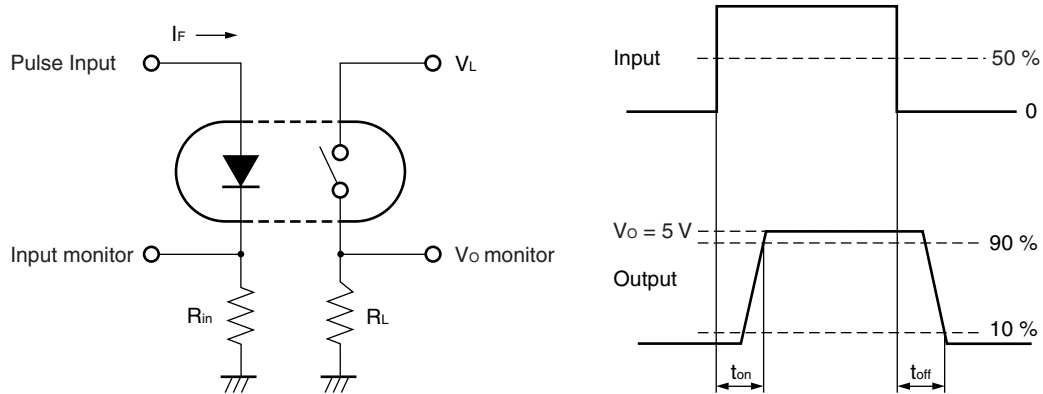 IF
Pulse Input
VL
Input monitor
VO monitor
Rin
RL
Input
50 %
0
VO = 5 V
90 %
Output
10 %
ton
toff